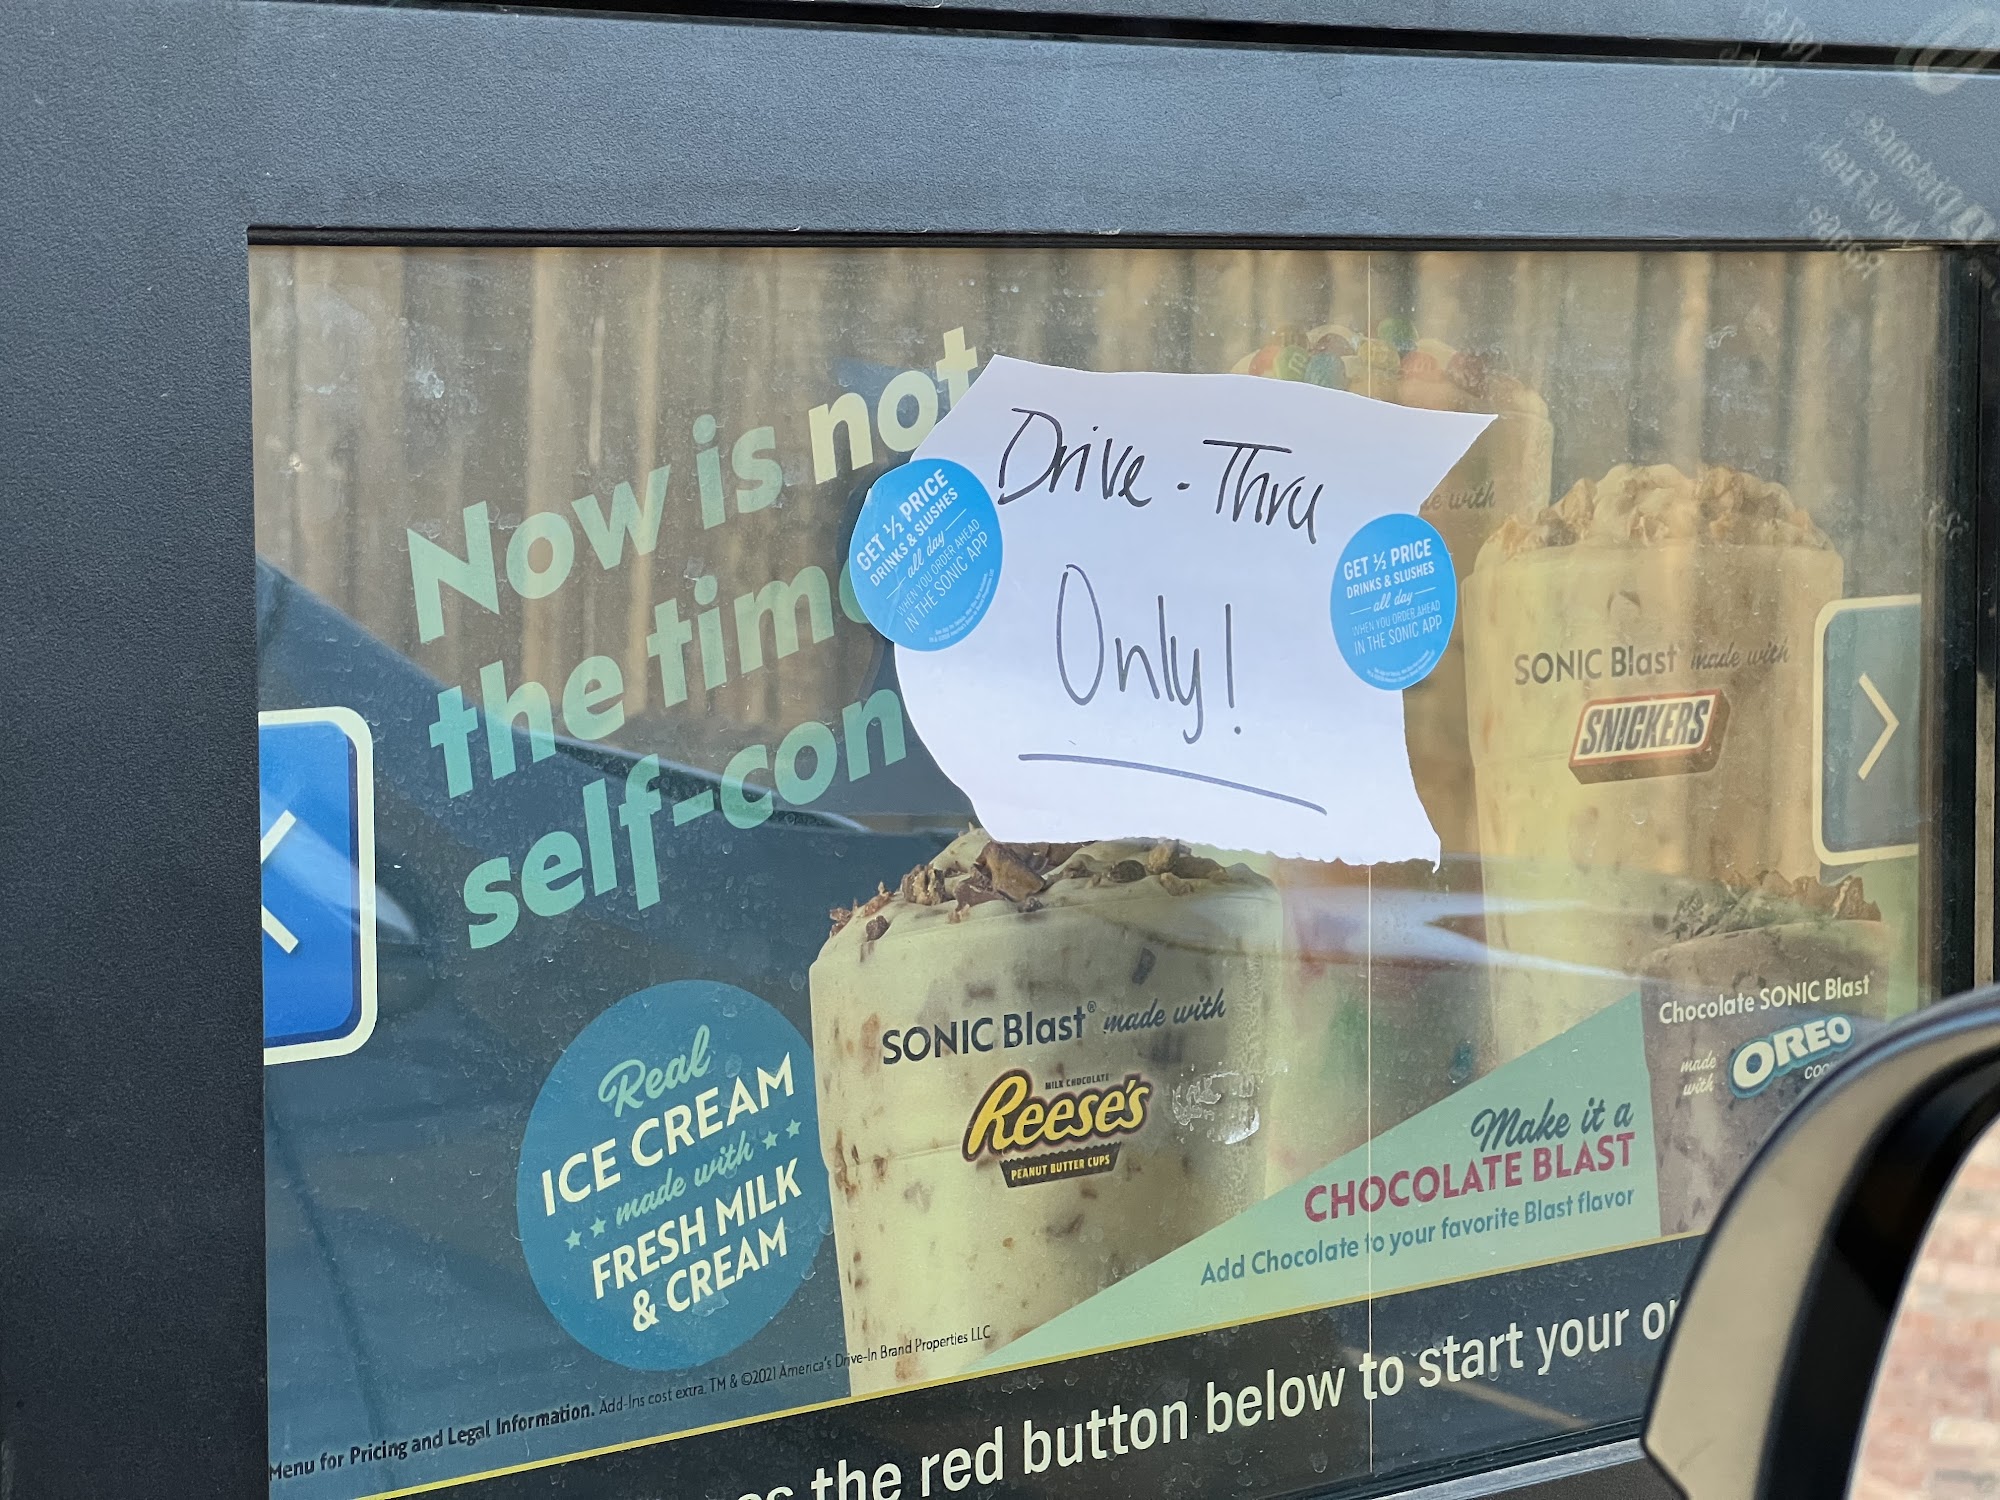 Now is not
the time
self-con
Drive-Thru
Only!
GET ½ PRICE
DRINKS & SLUSHES
all day
WHEN YOU ORDER AHEAD
IN THE SONIC APP
GET ½ PRICE
DRINKS & SLUSHES
all day
WHEN YOU ORDER AHEAD
IN THE SONIC APP
with
SONIC Blast® made with
SNICKERS
Real
ICE CREAM
made with
FRESH MILK
& CREAM
SONIC Blast® made with
MILK CHOCOLATE
Reese's
PEANUT BUTTER CUPS
Chocolate SONIC Blast
made
with
OREO
Make it a
CHOCOLATE BLAST
Add Chocolate to your favorite Blast flavor
Menu for Pricing and Legal Information. Add-Ins cost extra. TM & ©2021 America's Drive-In Brand Properties LLC
the red button below to start your